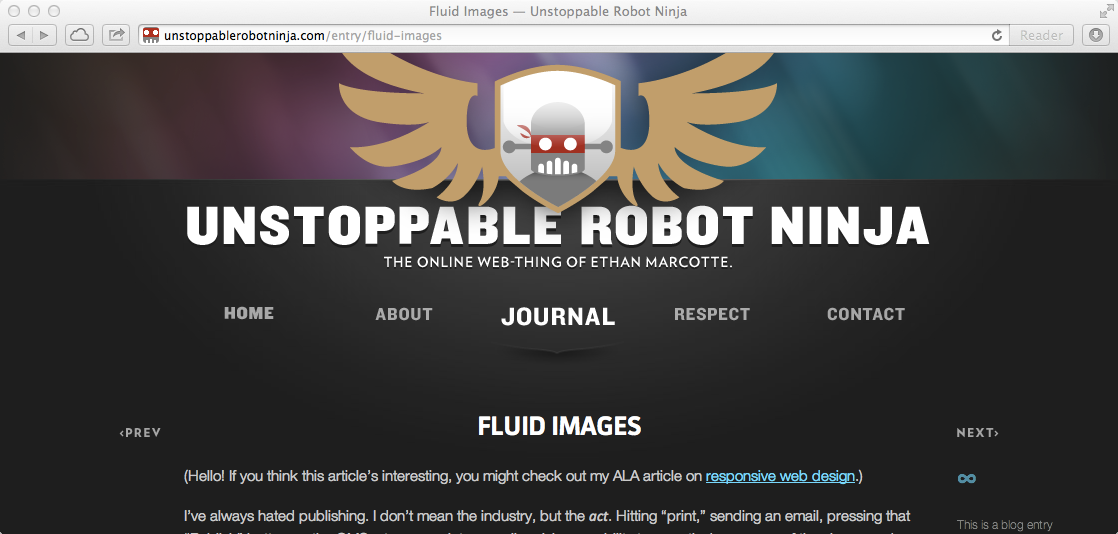 Fluid Images — Unstoppable Robot Ninja
unstoppablerobotninja.com/entry/fluid-images
Reader
UNSTOPPABLE ROBOT NINJA
THE ONLINE WEB-THING OF ETHAN MARCOTTE.
HOME ABOUT JOURNAL RESPECT CONTACT
‹PREV
FLUID IMAGES
NEXT›
(Hello! If you think this article’s interesting, you might check out my ALA article on responsive web design.)
∞
I’ve always hated publishing. I don’t mean the industry, but the act. Hitting “print,” sending an email, pressing that
This is a blog entry